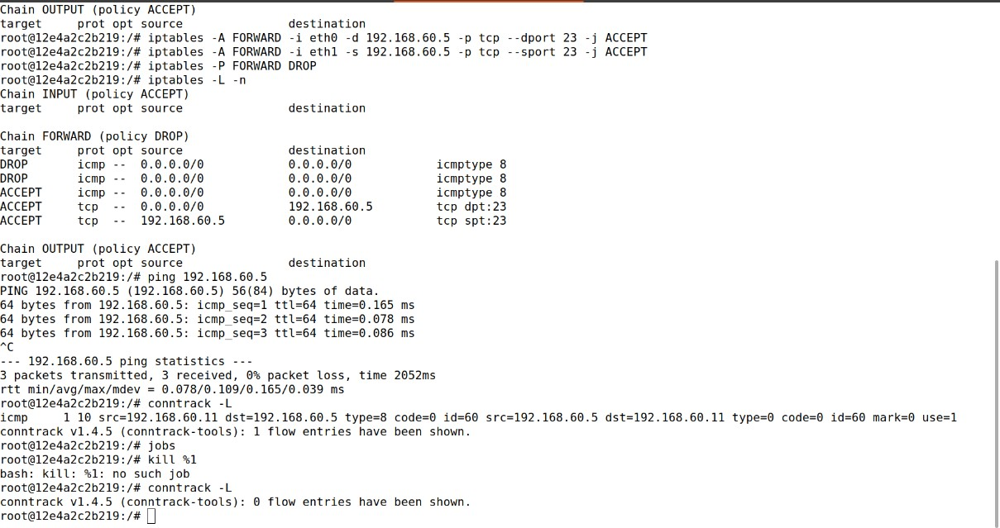 Chain OUTPUT (policy ACCEPT)
target     prot opt source               destination
root@12e4a2c2b219:/# iptables -A FORWARD -i eth0 -d 192.168.60.5 -p tcp --dport 23 -j ACCEPT
root@12e4a2c2b219:/# iptables -A FORWARD -i eth1 -s 192.168.60.5 -p tcp --sport 23 -j ACCEPT
root@12e4a2c2b219:/# iptables -P FORWARD DROP
root@12e4a2c2b219:/# iptables -L -n
Chain INPUT (policy ACCEPT)
target     prot opt source               destination

Chain FORWARD (policy DROP)
target     prot opt source               destination
DROP       icmp --  0.0.0.0/0            0.0.0.0/0            icmptype 8
DROP       icmp --  0.0.0.0/0            0.0.0.0/0            icmptype 8
ACCEPT     icmp --  0.0.0.0/0            0.0.0.0/0            icmptype 8
ACCEPT     tcp  --  0.0.0.0/0            192.168.60.5         tcp dpt:23
ACCEPT     tcp  --  192.168.60.5         0.0.0.0/0            tcp spt:23

Chain OUTPUT (policy ACCEPT)
target     prot opt source               destination
root@12e4a2c2b219:/# ping 192.168.60.5
PING 192.168.60.5 (192.168.60.5) 56(84) bytes of data.
64 bytes from 192.168.60.5: icmp_seq=1 ttl=64 time=0.165 ms
64 bytes from 192.168.60.5: icmp_seq=2 ttl=64 time=0.078 ms
64 bytes from 192.168.60.5: icmp_seq=3 ttl=64 time=0.086 ms
^C
--- 192.168.60.5 ping statistics ---
3 packets transmitted, 3 received, 0% packet loss, time 2052ms
rtt min/avg/max/mdev = 0.078/0.109/0.165/0.039 ms
root@12e4a2c2b219:/# conntrack -L
icmp     1 10 src=192.168.60.11 dst=192.168.60.5 type=8 code=0 id=60 src=192.168.60.5 dst=192.168.60.11 type=0 code=0 id=60 mark=0 use=1
conntrack v1.4.5 (conntrack-tools): 1 flow entries have been shown.
root@12e4a2c2b219:/# jobs
root@12e4a2c2b219:/# kill %1
bash: kill: %1: no such job
root@12e4a2c2b219:/# conntrack -L
conntrack v1.4.5 (conntrack-tools): 0 flow entries have been shown.
root@12e4a2c2b219:/#